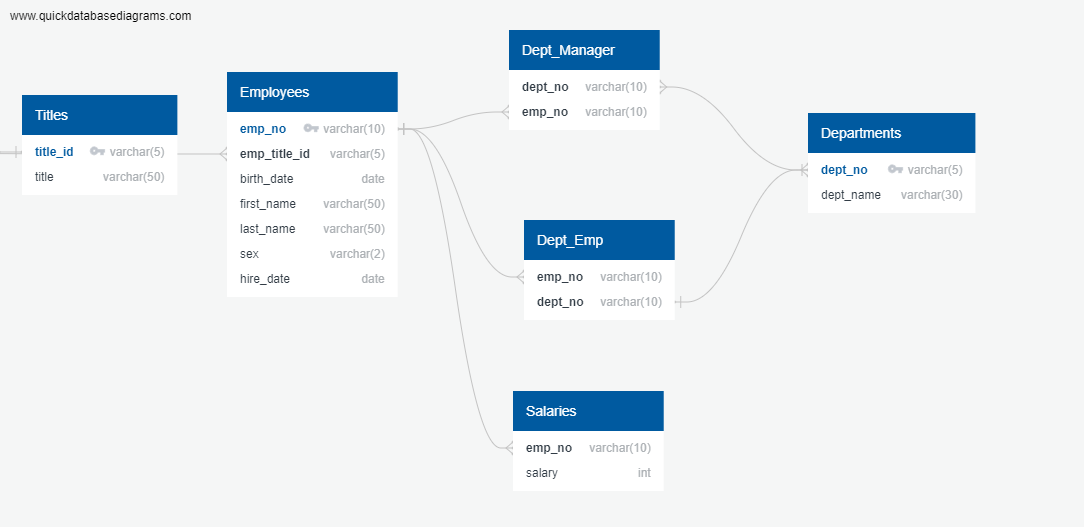 www.quickdatabasediagrams.com
Titles
title_id varchar(5)
title varchar(50)
Employees
emp_no varchar(10)
emp_title_id varchar(5)
birth_date date
first_name varchar(50)
last_name varchar(50)
sex varchar(2)
hire_date date
Dept_Manager
dept_no varchar(10)
emp_no varchar(10)
Dept_Emp
emp_no varchar(10)
dept_no varchar(10)
Salaries
emp_no varchar(10)
salary int
Departments
dept_no varchar(5)
dept_name varchar(30)